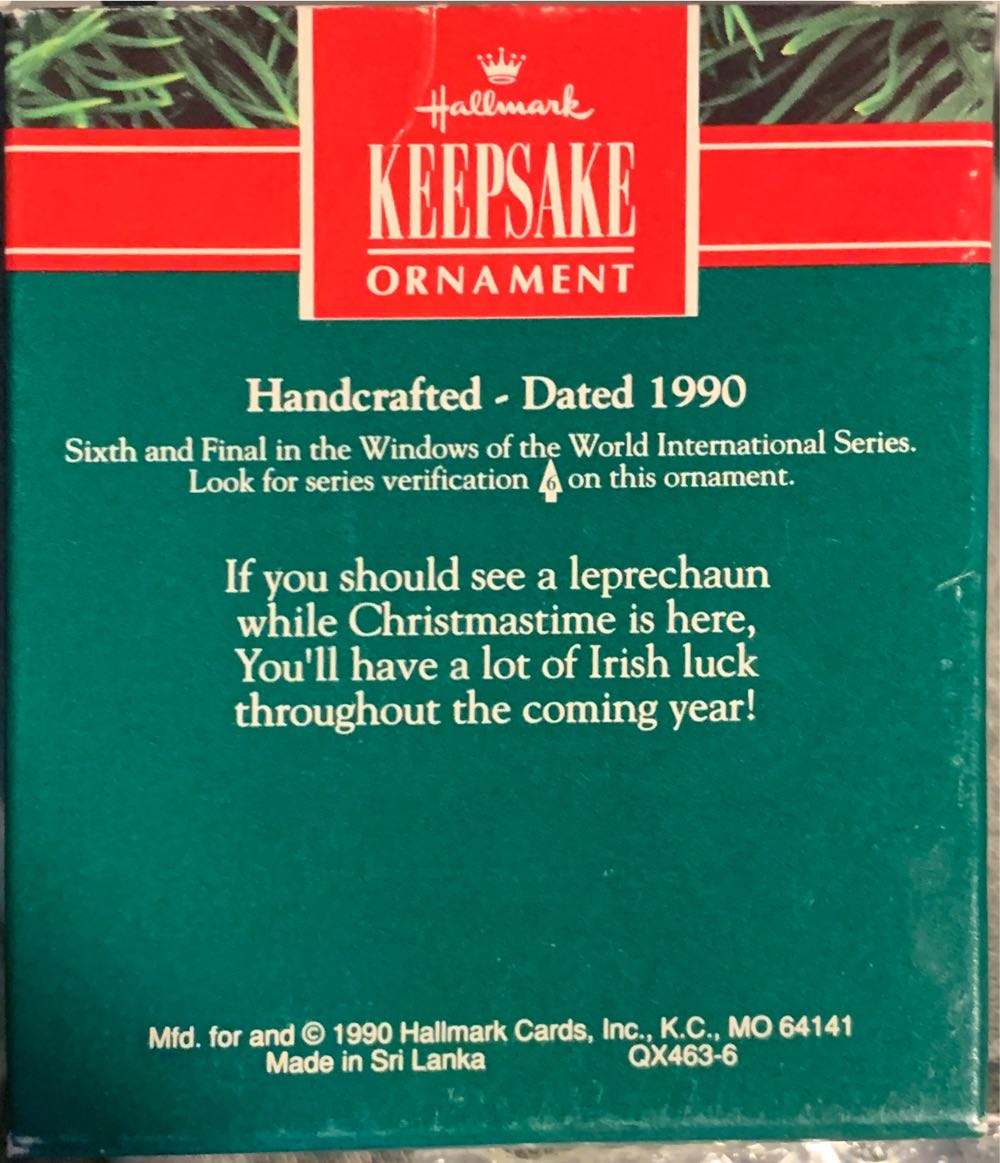 Hallmark
KEEPSAKE
ORNAMENT
Handcrafted - Dated 1990
Sixth and Final in the Windows of the World International Series.
Look for series verification 6 on this ornament.
If you should see a leprechaun
while Christmastime is here,
You'll have a lot of Irish luck
throughout the coming year!
Mfd. for and © 1990 Hallmark Cards, Inc., K.C., MO 64141
Made in Sri Lanka QX463-6